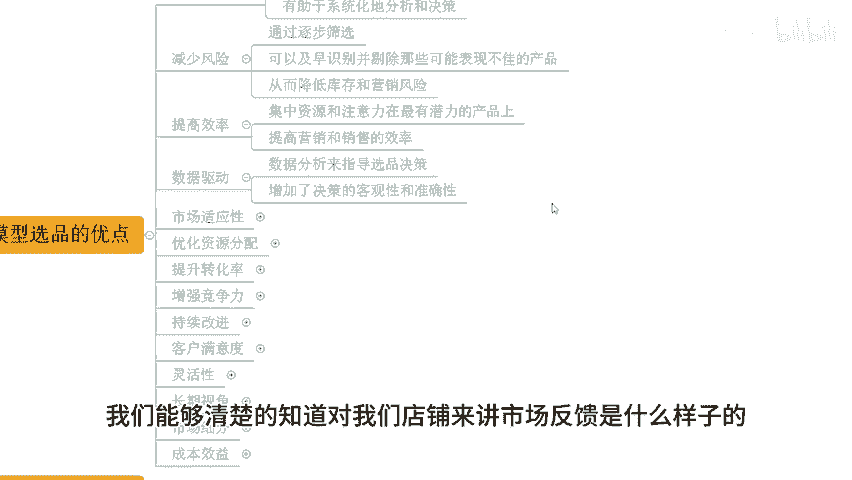 有助于系统化地分析和决策
通过逐步筛选
减少风险
可以及早识别并剔除那些可能表现不佳的产品
从而降低库存和营销风险
集中资源和注意力在最有潜力的产品上
提高效率
提高营销和销售的效率
数据分析来指导选品决策
数据驱动
增加了决策的客观性和准确性
市场适应性
模型选品的优点
优化资源分配
提升转化率
增强竞争力
持续改进
客户满意度
灵活性
长期视角
我们能够清楚的知道对我们店铺来讲市场反馈是什么样子的
市场细分
成本效益
bilibili